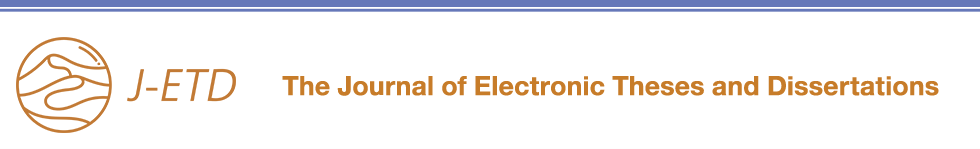 J-ETD
The Journal of Electronic Theses and Dissertations